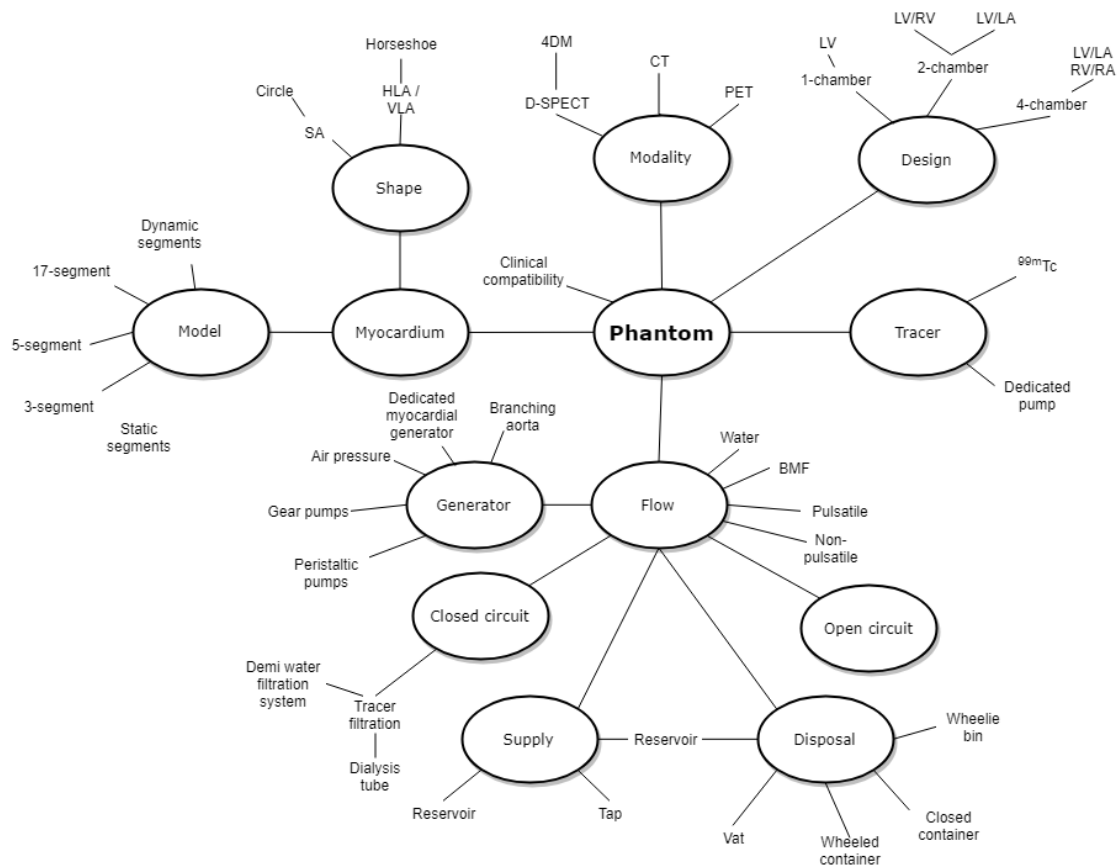 LV/RV
LV/LA
Horseshoe
4DM
LV
CT
2-chamber
LV/LA
RV/RA
1-chamber
Circle
HLA /
VLA
D-SPECT
PET
4-chamber
SA
Modality
Design
Shape
Dynamic
segments
17-segment
Clinical
compatibility
99mTc
Model
Myocardium
Phantom
Tracer
5-segment
3-segment
Static
segments
Dedicated
pump
Dedicated
myocardial
generator
Branching
aorta
Air pressure
Water
BMF
Gear pumps
Generator
Flow
Pulsatile
Non-
pulsatile
Peristaltic
pumps
Closed circuit
Open circuit
Demi water
filtration
system
Tracer
filtration
Dialysis
tube
Supply
Reservoir
Disposal
Wheelie
bin
Reservoir
Tap
Vat
Wheeled
container
Closed
container